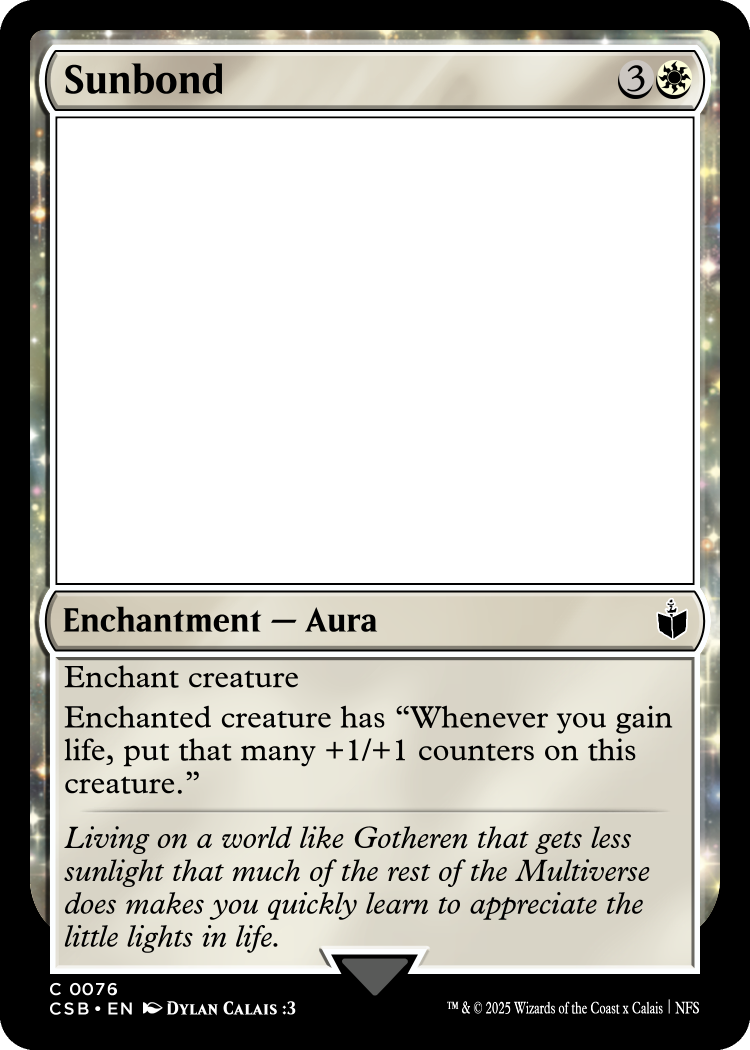 Sunbond 3
Enchantment — Aura
Enchant creature
Enchanted creature has “Whenever you gain
life, put that many +1/+1 counters on this
creature.”
Living on a world like Gotheren that gets less
sunlight that much of the rest of the Multiverse
does makes you quickly learn to appreciate the
little lights in life.
C 0076
CSB • EN DYLAN CALAIS :3
™ & © 2025 Wizards of the Coast x Calais | NFS